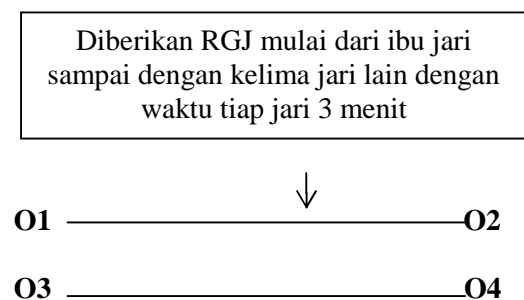 Diberikan RGJ mulai dari ibu jari
sampai dengan kelima jari lain dengan
waktu tiap jari 3 menit
O1 O2
O3 O4